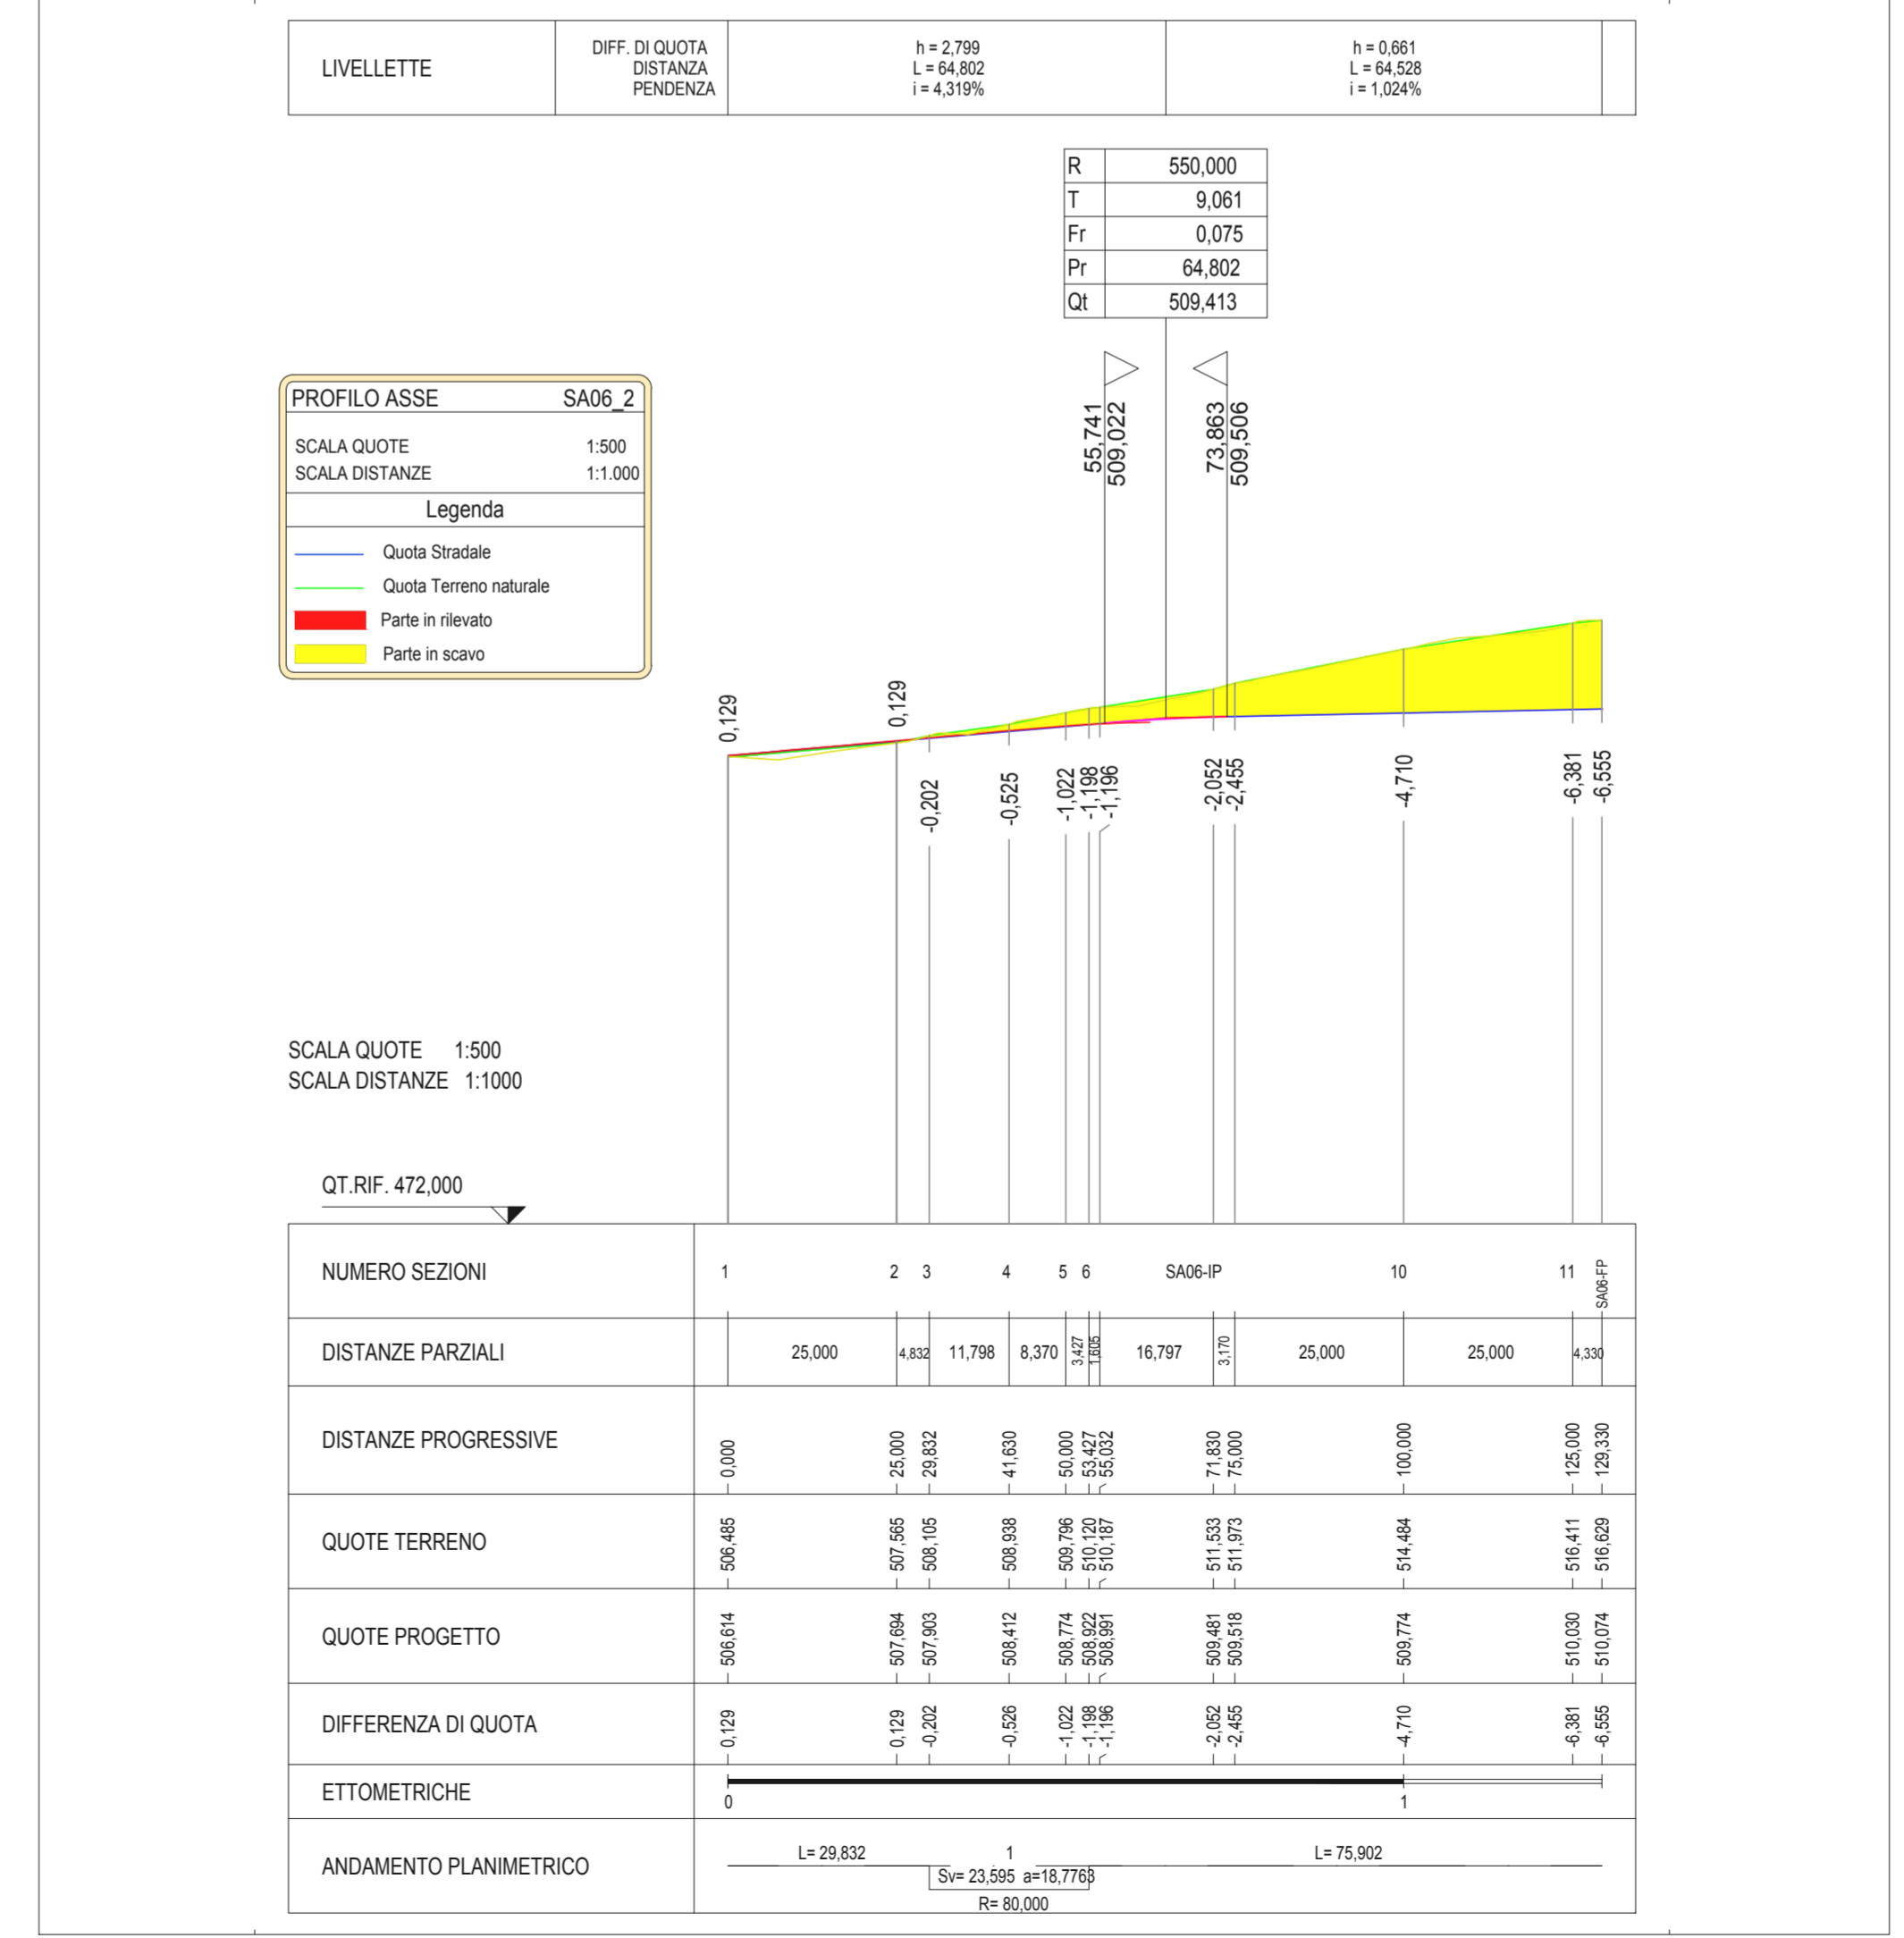 LIVELLETTE
DIFF. DI QUOTA
DISTANZA
PENDENZA
h = 2,799
L = 64,802
i = 4,319%
h = 0,661
L = 64,528
i = 1,024%
R 550,000
T 9,061
Fr 0,075
Pr 64,802
Qt 509,413
55,741
509,022
73,863
509,506
PROFILO ASSE SA06_2
SCALA QUOTE 1:500
SCALA DISTANZE 1:1.000
Legenda
Quota Stradale
Quota Terreno naturale
Parte in rilevato
Parte in scavo
0,129
0,129
-0,202
-0,525
-1,022
-1,198
-1,196
-2,052
-2,455
-4,710
-6,381
-6,555
SCALA QUOTE 1:500
SCALA DISTANZE 1:1000
QT.RIF. 472,000
NUMERO SEZIONI 1 2 3 4 5 6 SA06-IP 10 11 SA06-FP
DISTANZE PARZIALI 25,000 4,832 11,798 8,370 3,427 1,605 16,797 3,170 25,000 25,000 4,330
DISTANZE PROGRESSIVE 0,000 25,000 29,832 41,630 50,000 53,427 55,032 71,830 75,000 100,000 125,000 129,330
QUOTE TERRENO 506,485 507,565 508,105 508,938 509,796 510,120 510,187 511,533 511,973 514,484 516,411 516,629
QUOTE PROGETTO 506,614 507,694 507,903 508,412 508,774 508,922 508,991 509,481 509,518 509,774 510,030 510,074
DIFFERENZA DI QUOTA 0,129 0,129 -0,202 -0,526 -1,022 -1,198 -1,196 -2,052 -2,455 -4,710 -6,381 -6,555
ETTOMETRICHE 0 1
ANDAMENTO PLANIMETRICO L= 29,832 1 L= 75,902
Sv= 23,595 a=18,7763
R= 80,000